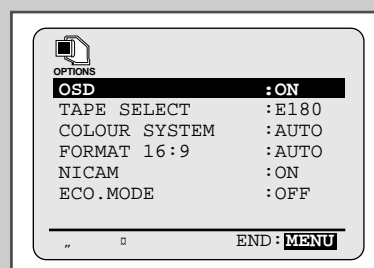 OPTIONS
OSD :ON
TAPE SELECT :E180
COLOUR SYSTEM :AUTO
FORMAT 16:9 :AUTO
NICAM :ON
ECO.MODE :OFF
„ ¤ END:MENU